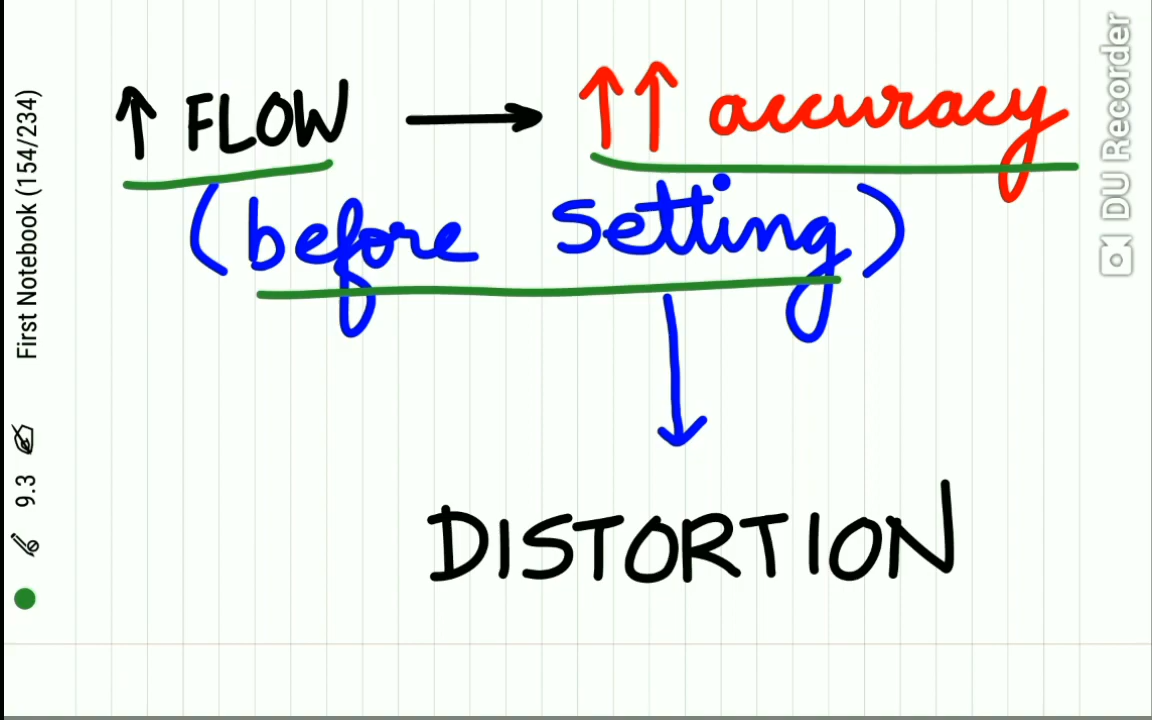 ↑ FLOW → ↑↑ accuracy
(before setting)
↓
DISTORTION
First Notebook (154/234)
9.3
DU Recorder